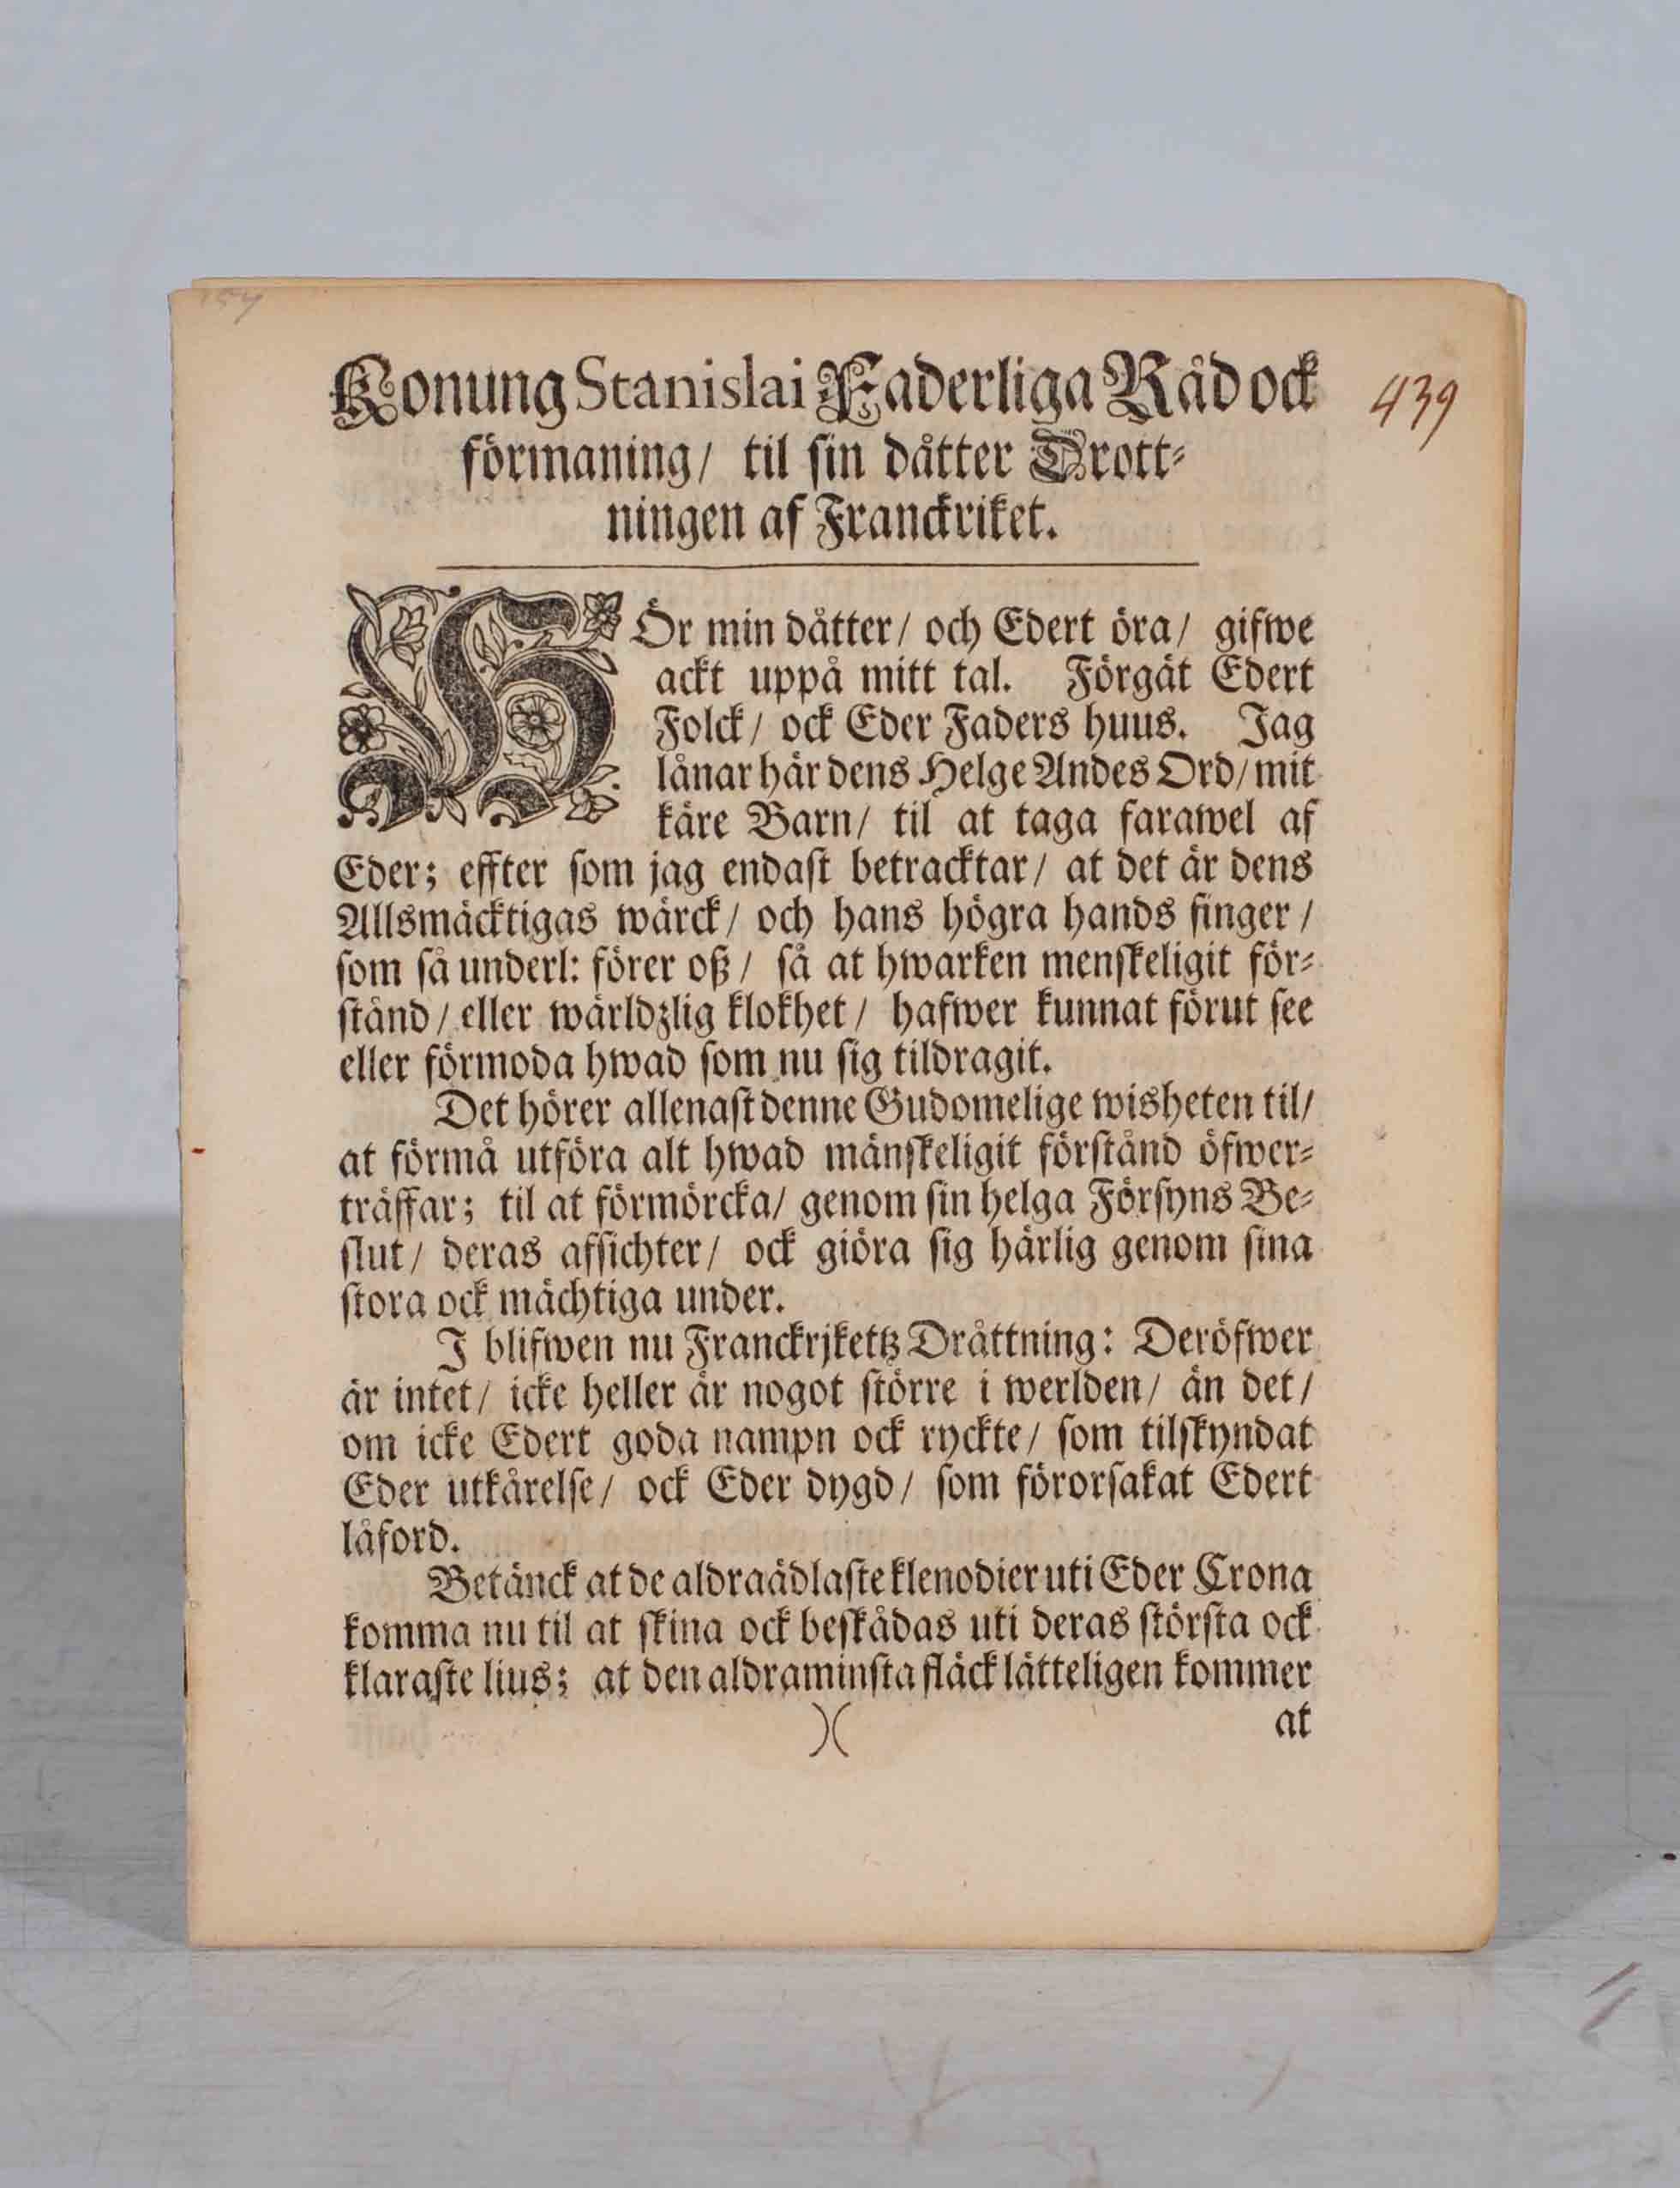 Konung Stanislai Faderliga Råd ock
439
förmaning/ til sin dåtter Drott-
ningen af Franckriket.
HÖr min dåtter/ och Edert öra/ gifwe
ackt uppå mitt tal. Förgät Edert
Folck/ ock Eder Faders huus. Jag
lånar här dens Helge Andes Ord/ mit
käre Barn/ til at taga farawel af
Eder; effter som jag endast betracktar/ at det är dens
Allsmäcktigas wärck/ och hans högra hands finger/
som så underl: förer oß/ så at hwarken menskeligit för-
stånd/ eller wärldzlig klokhet/ hafwer kunnat förut see
eller förmoda hwad som nu sig tildragit.
Det hörer allenast denne Gudomelige wisheten til/
at förmå utföra alt hwad mänskeligit förstånd öfwer-
träffar; til at förmörcka/ genom sin helga Försyns Be-
slut/ deras afsichter/ ock giöra sig härlig genom sina
stora ock mächtiga under.
I blifwen nu Franckrjketz Dråttning: Deröfwer
är intet/ icke heller är nogot större i werlden/ än det/
om icke Edert goda nampn ock ryckte/ som tilskyndat
Eder utkårelse/ ock Eder dygd/ som förorsakat Edert
låford.
Betänck at de aldraädlaste klenodier uti Eder Crona
komma nu til at skina ock beskådas uti deras största ock
klaraste lius; at den aldraminsta fläck lätteligen kommer
)( at